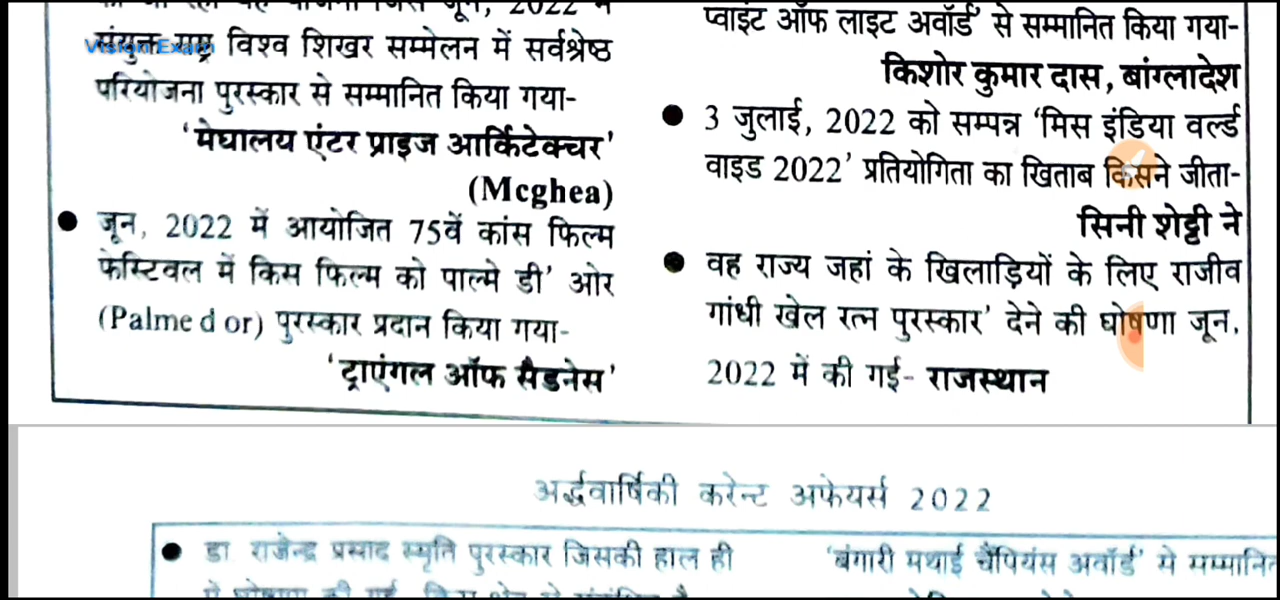 Vision Exam
संयुक्त राष्ट्र विश्व शिखर सम्मेलन में सर्वश्रेष्ठ
परियोजना पुरस्कार से सम्मानित किया गया-
'मेघालय एंटर प्राइज आर्किटेक्चर'
(Mcghea)
● जून, 2022 में आयोजित 75वें कांस फिल्म
फेस्टिवल में किस फिल्म को पाल्मे डी' ओर
(Palme d or) पुरस्कार प्रदान किया गया-
'ट्राएंगल ऑफ सैडनेस'
प्वाइंट ऑफ लाइट अवॉर्ड' से सम्मानित किया गया-
किशोर कुमार दास, बांग्लादेश
● 3 जुलाई, 2022 को सम्पन्न 'मिस इंडिया वर्ल्ड
वाइड 2022' प्रतियोगिता का खिताब किसने जीता-
सिनी शेट्टी ने
● वह राज्य जहां के खिलाड़ियों के लिए राजीव
गांधी खेल रत्न पुरस्कार' देने की घोषणा जून,
2022 में की गई- राजस्थान
अर्द्धवार्षिकी करेन्ट अफेयर्स 2022
● डा राजेन्द्र प्रसाद स्मृति पुरस्कार जिसकी हाल ही
'बंगारी मथाई चैंपियंस अवॉर्ड' मे